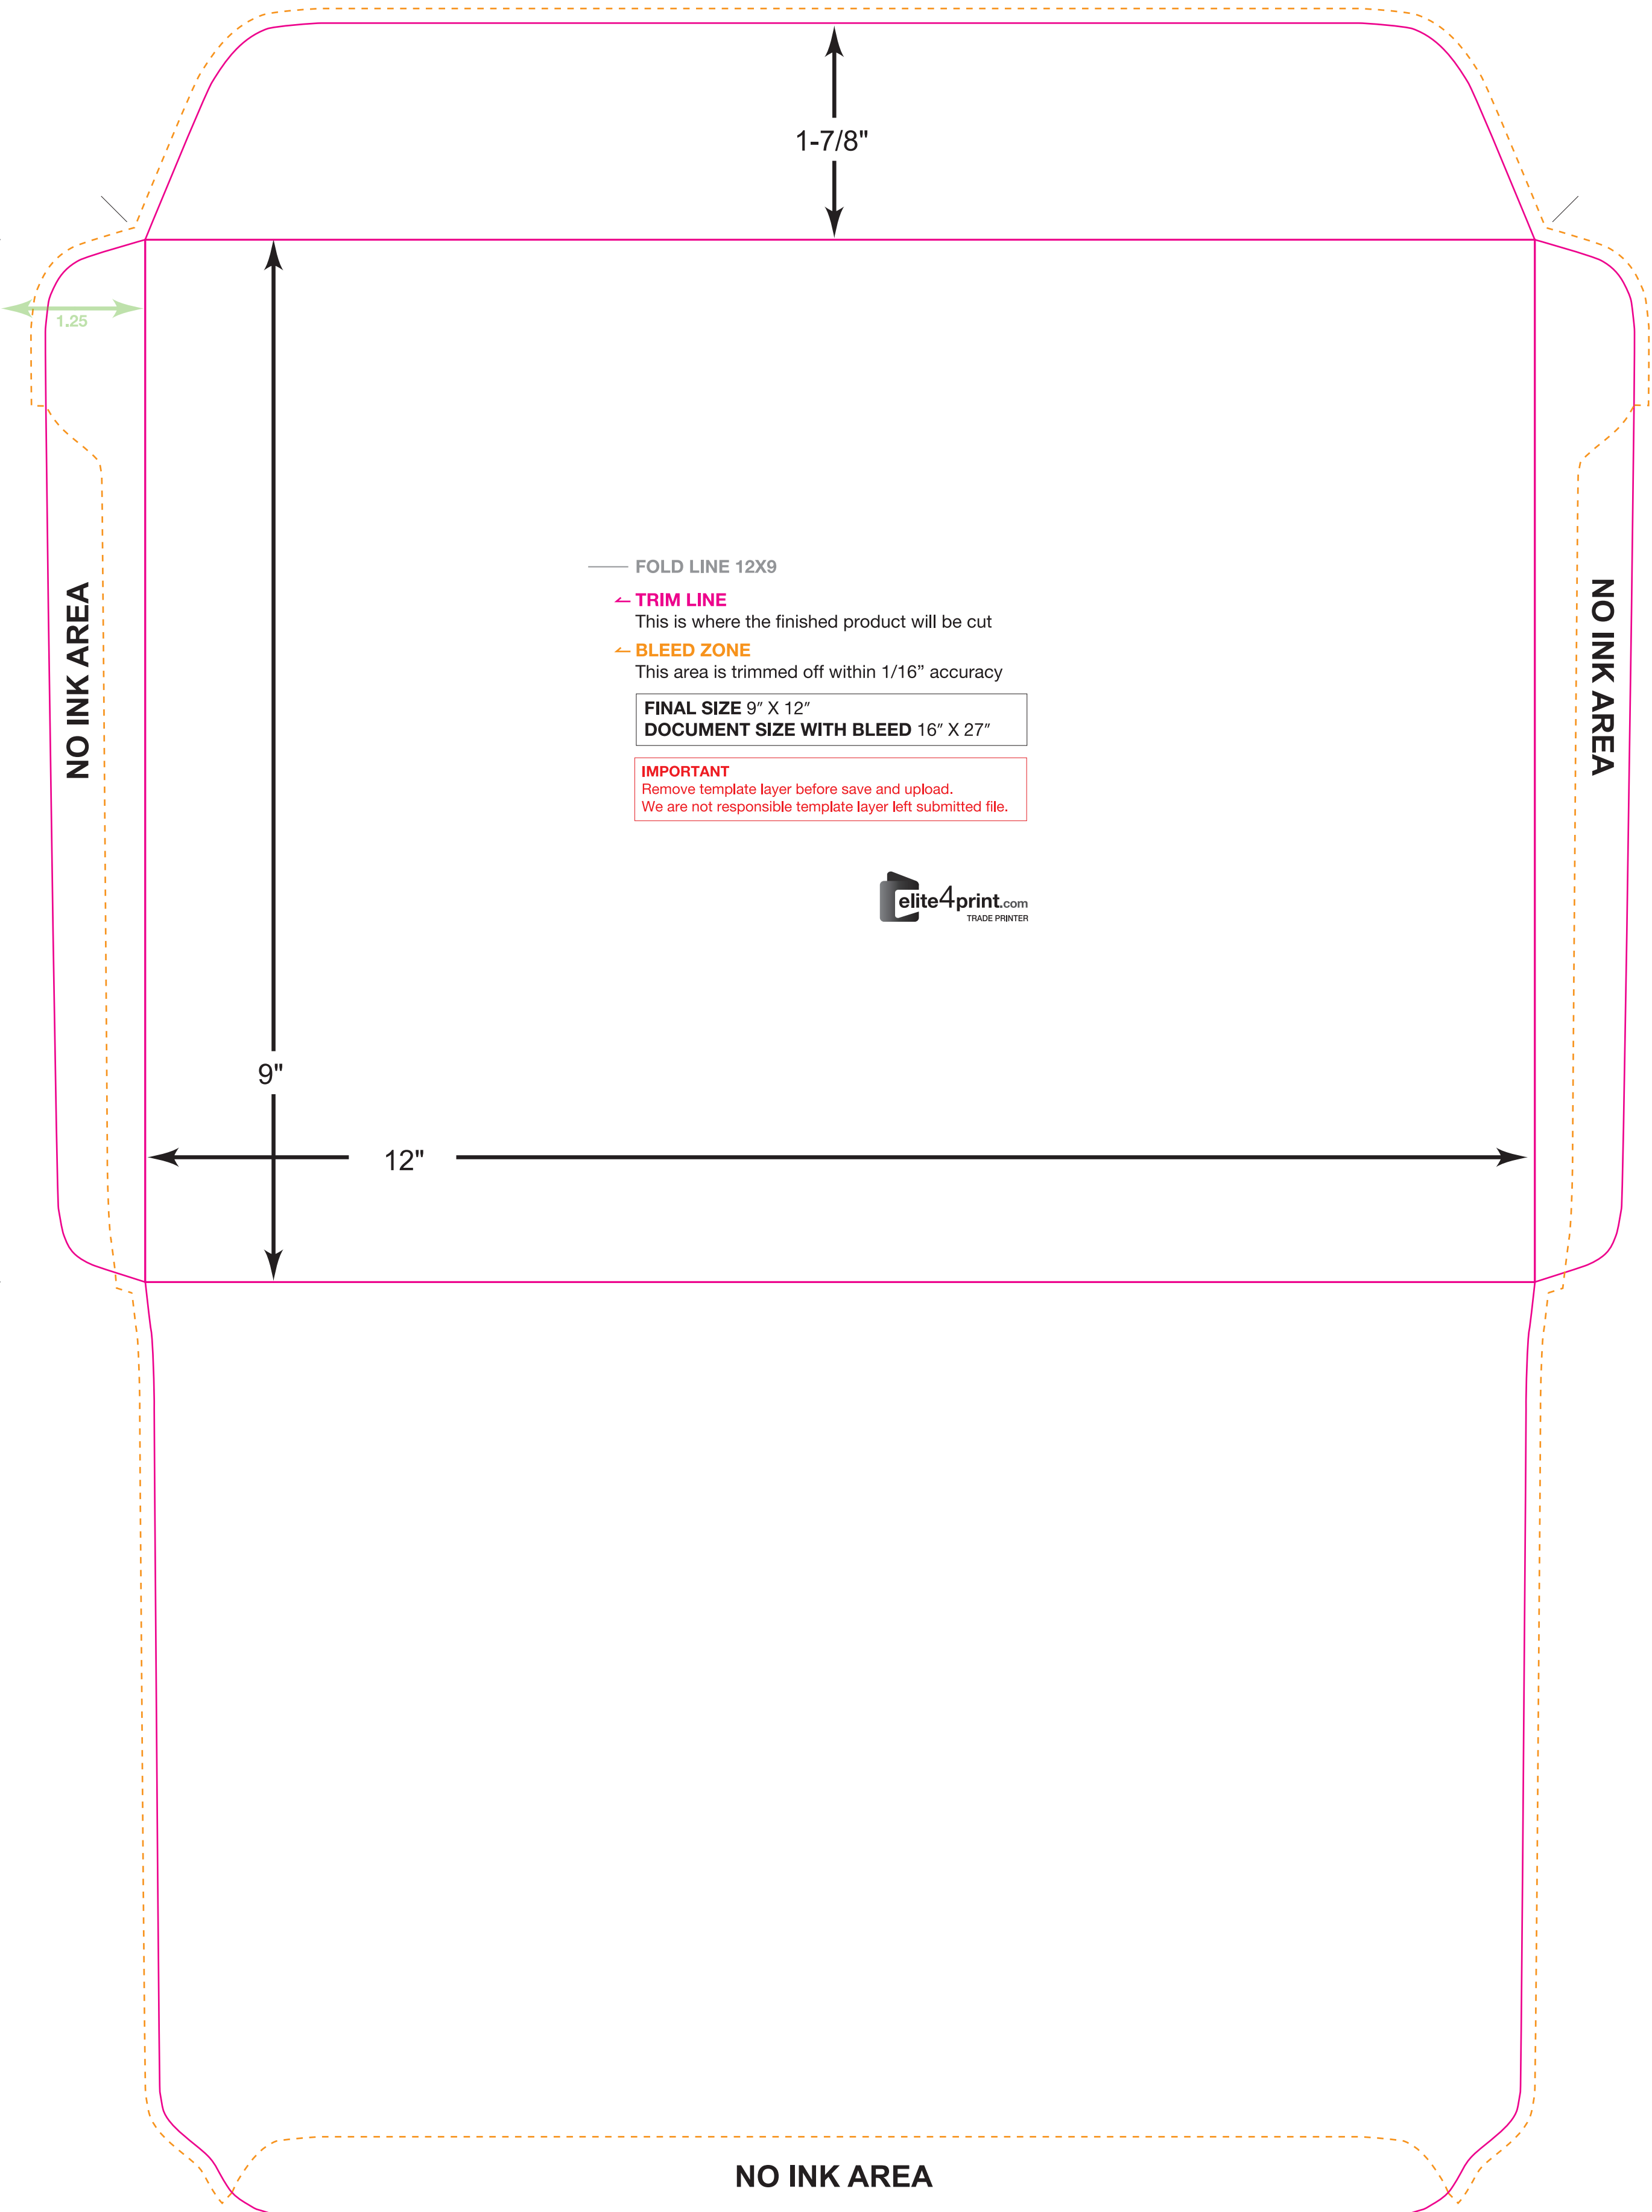 1-7/8"
1.25
FOLD LINE 12X9
TRIM LINE
This is where the finished product will be cut
BLEED ZONE
This area is trimmed off within 1/16” accuracy
NO INK AREA
NO INK AREA
FINAL SIZE 9″ X 12″
DOCUMENT SIZE WITH BLEED 16″ X 27″
IMPORTANT
Remove template layer before save and upload.
We are not responsible template layer left submitted file.
elite4print.com
TRADE PRINTER
9"
12"
NO INK AREA